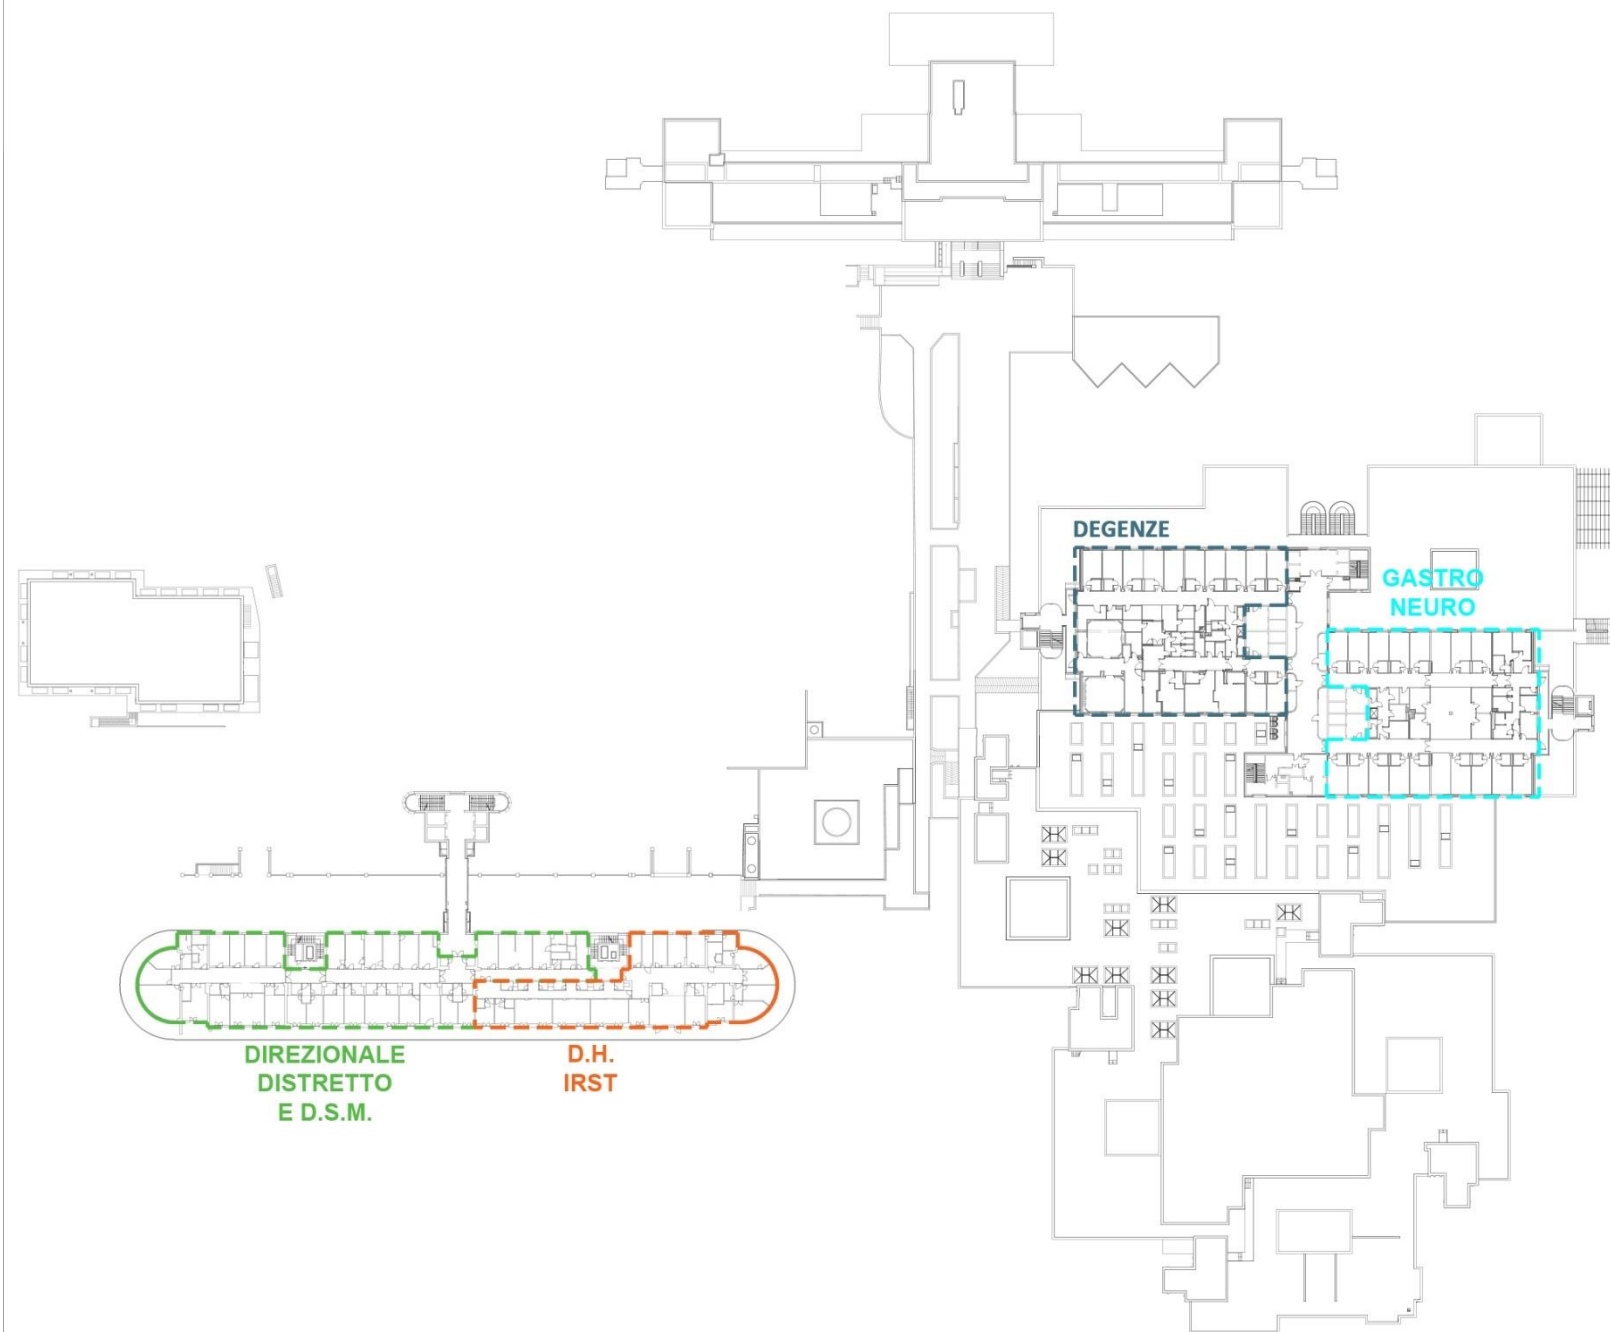 DEGENZE
GASTRO
NEURO
DIREZIONALE
DISTRETTO
E D.S.M.
D.H.
IRST